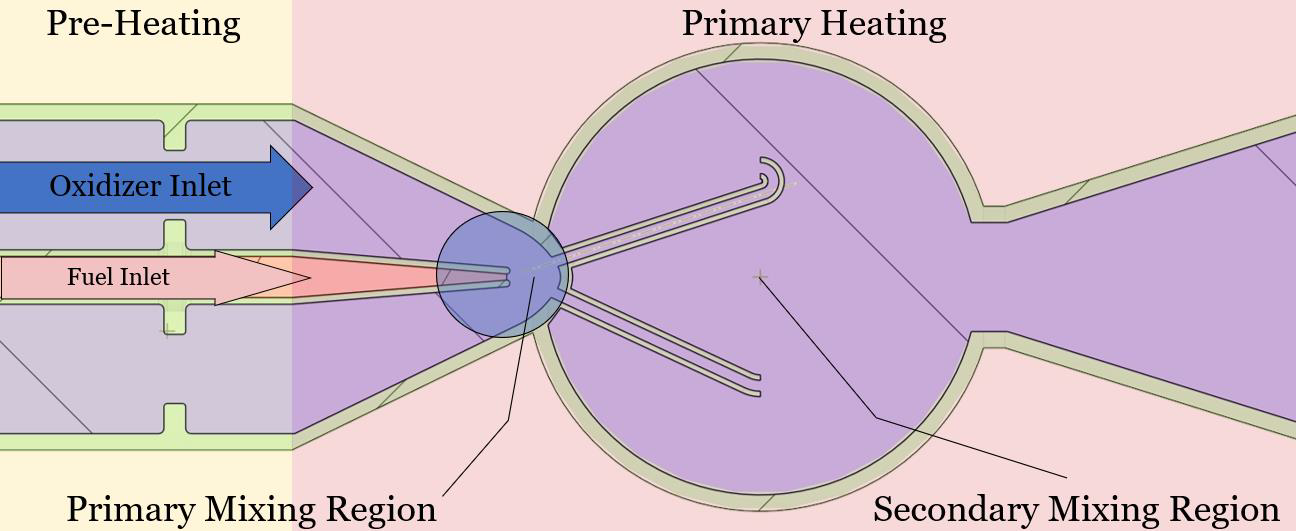 Pre-Heating
Primary Heating
Oxidizer Inlet
Fuel Inlet
Primary Mixing Region
Secondary Mixing Region